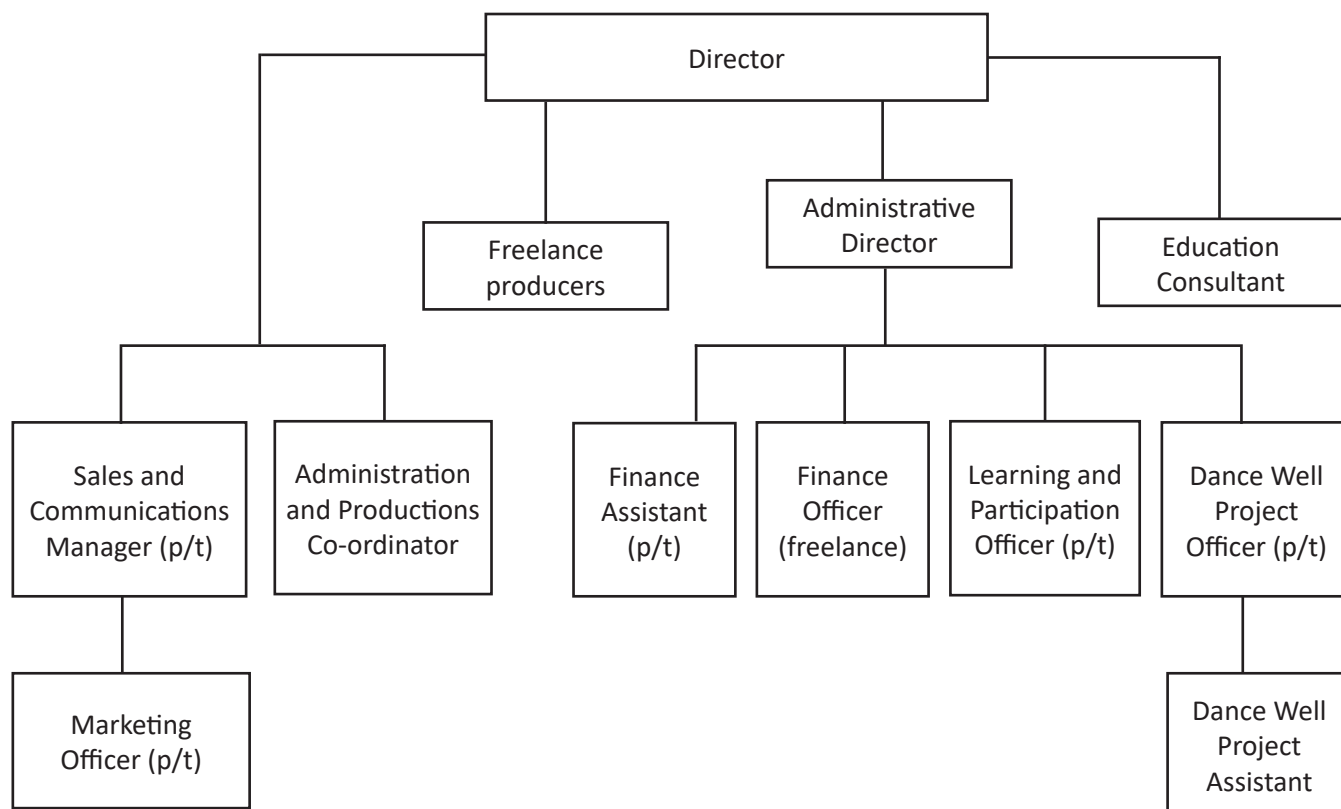 Director
Freelance
producers
Administrative
Director
Education
Consultant
Sales and
Communications
Manager (p/t)
Administration
and Productions
Co-ordinator
Finance
Assistant
(p/t)
Finance
Officer
(freelance)
Learning and
Participation
Officer (p/t)
Dance Well
Project
Officer (p/t)
Marketing
Officer (p/t)
Dance Well
Project
Assistant